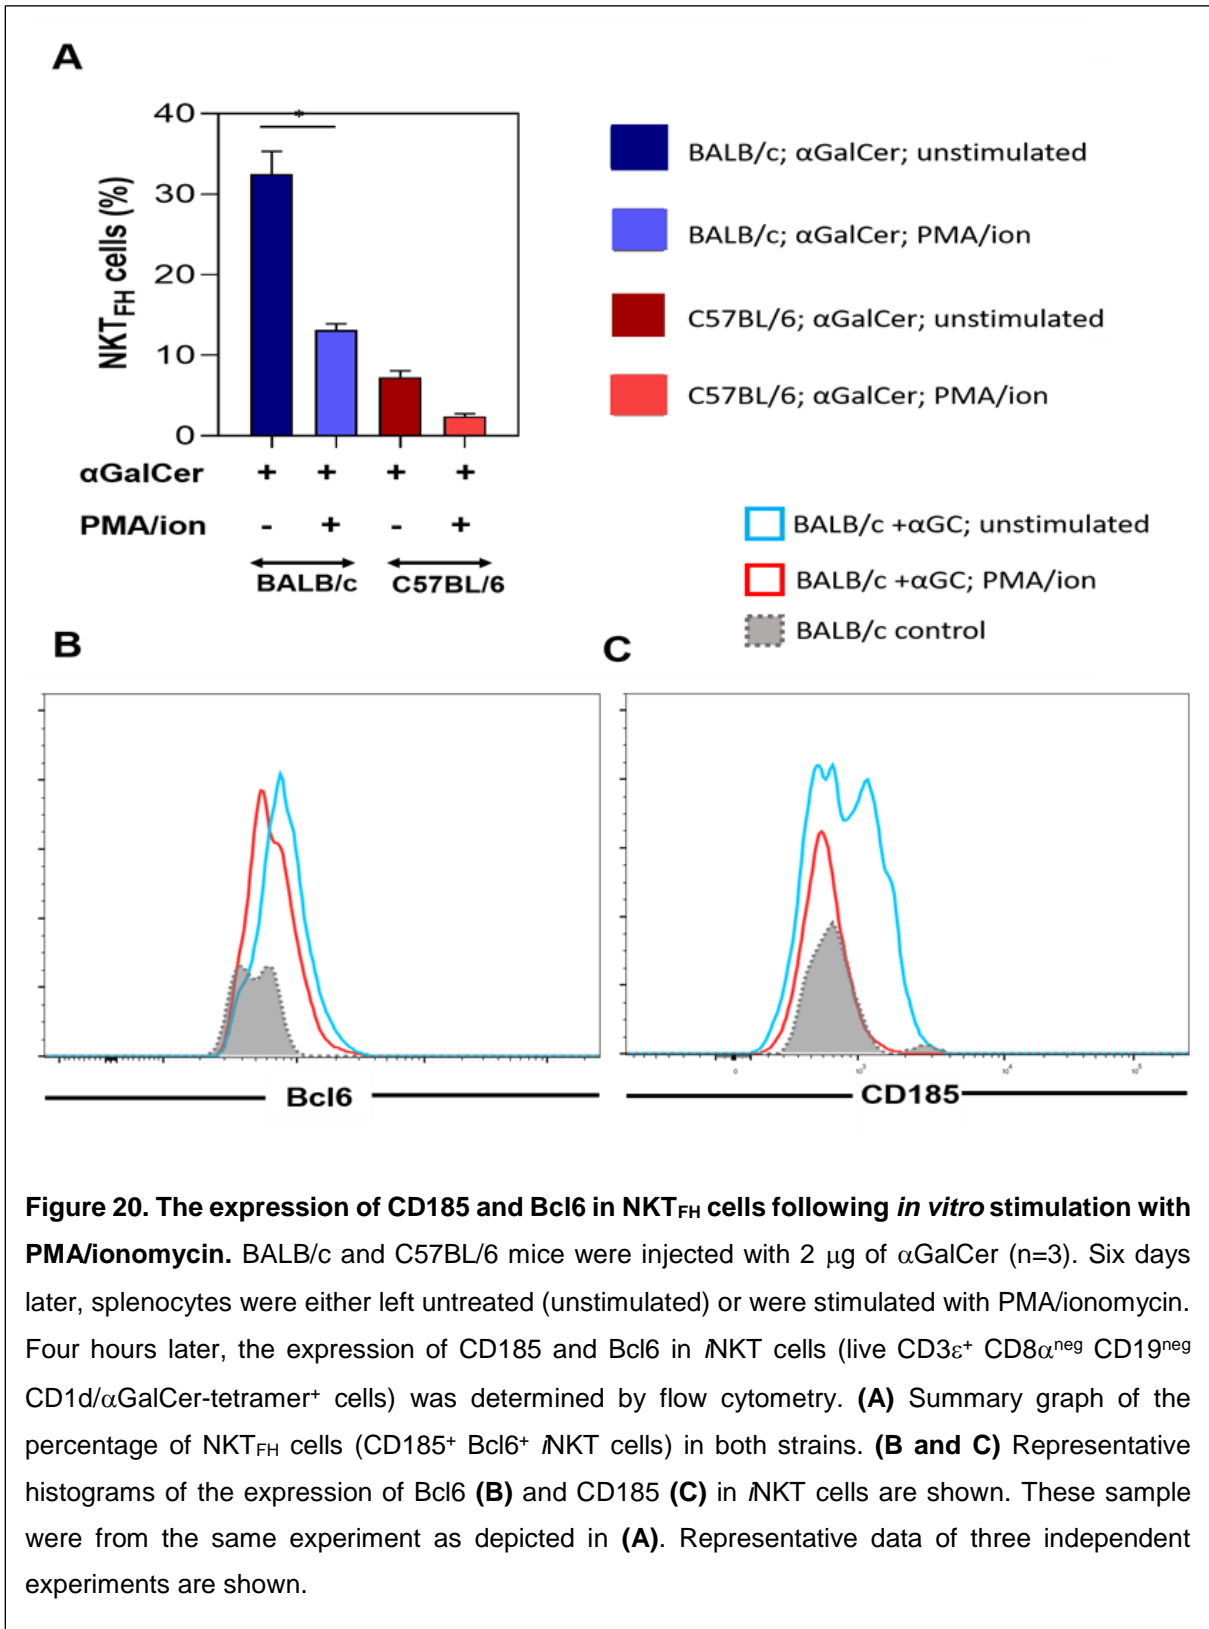 A
*
40
30
20
10
0
NKTFH cells (%)
αGalCer + + + +
PMA/ion - + - +
BALB/c C57BL/6
BALB/c; αGalCer; unstimulated
BALB/c; αGalCer; PMA/ion
C57BL/6; αGalCer; unstimulated
C57BL/6; αGalCer; PMA/ion
BALB/c +αGC; unstimulated
BALB/c +αGC; PMA/ion
BALB/c control
B
Bcl6
C
0 10³ 10⁴ 10⁵
CD185
Figure 20. The expression of CD185 and Bcl6 in NKTFH cells following in vitro stimulation with
PMA/ionomycin. BALB/c and C57BL/6 mice were injected with 2 μg of αGalCer (n=3). Six days
later, splenocytes were either left untreated (unstimulated) or were stimulated with PMA/ionomycin.
Four hours later, the expression of CD185 and Bcl6 in iNKT cells (live CD3ε⁺ CD8αneg CD19neg
CD1d/αGalCer-tetramer⁺ cells) was determined by flow cytometry. (A) Summary graph of the
percentage of NKTFH cells (CD185⁺ Bcl6⁺ iNKT cells) in both strains. (B and C) Representative
histograms of the expression of Bcl6 (B) and CD185 (C) in iNKT cells are shown. These sample
were from the same experiment as depicted in (A). Representative data of three independent
experiments are shown.